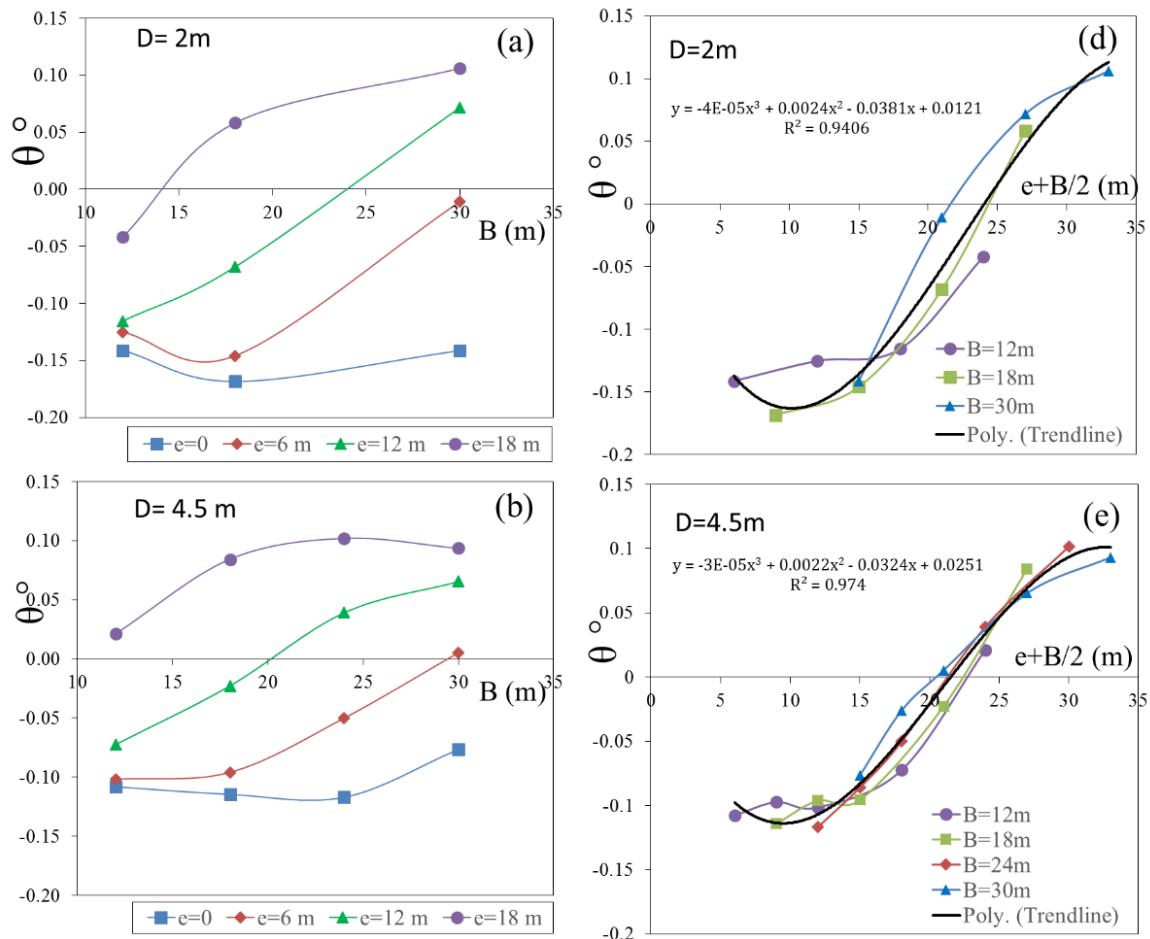 (a)
D= 2m
0.15
0.10
0.05
0.00
-0.05
-0.10
-0.15
-0.20
θ °
10 15 20 25 30 35
B (m)
e=0 e=6 m e=12 m e=18 m
(d)
D=2m
0.15
0.1
0.05
0
-0.05
-0.1
-0.15
-0.2
θ °
y = -4E-05x³ + 0.0024x² - 0.0381x + 0.0121
R² = 0.9406
e+B/2 (m)
0 5 10 15 20 25 30 35
B=12m
B=18m
B=30m
Poly. (Trendline)
(b)
D= 4.5 m
0.15
0.10
0.05
0.00
-0.05
-0.10
-0.15
-0.20
θ °
10 15 20 25 30 35
B (m)
e=0 e=6 m e=12 m e=18 m
(e)
D=4.5m
0.15
0.1
0.05
0
-0.05
-0.1
-0.15
-0.2
θ °
y = -3E-05x³ + 0.0022x² - 0.0324x + 0.0251
R² = 0.974
e+B/2 (m)
0 5 10 15 20 25 30 35
B=12m
B=18m
B=24m
B=30m
Poly. (Trendline)